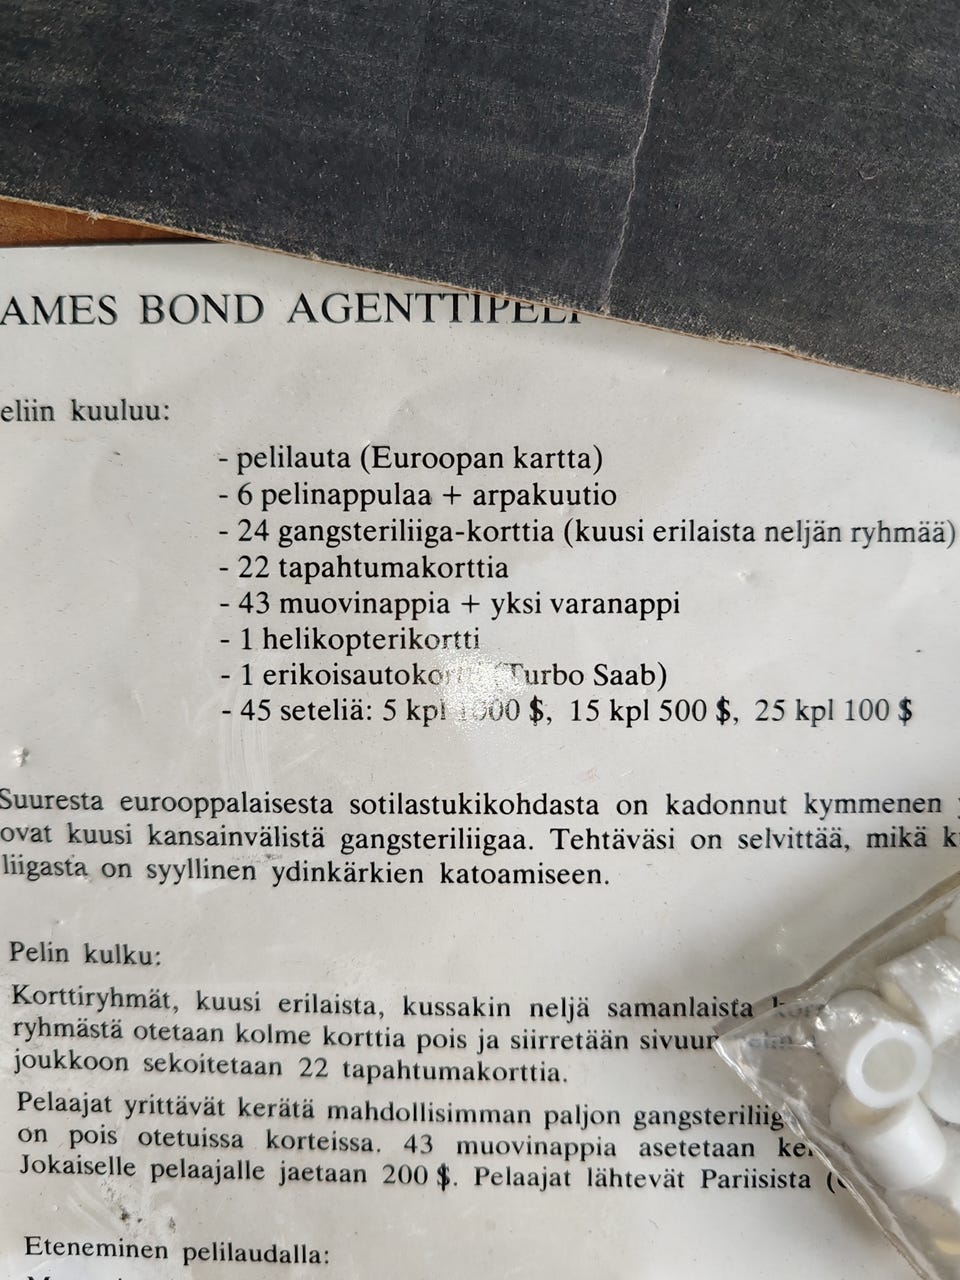 AMES BOND AGENTTIPELI
eliin kuuluu:
- pelilauta (Euroopan kartta)
- 6 pelinappulaa + arpakuutio
- 24 gangsteriliiga-korttia (kuusi erilaista neljän ryhmää)
- 22 tapahtumakorttia
- 43 muovinappia + yksi varanappi
- 1 helikopterikortti
- 1 erikoisautokortti (Turbo Saab)
- 45 seteliä: 5 kpl 1000 $, 15 kpl 500 $, 25 kpl 100 $
Suuresta eurooppalaisesta sotilastukikohdasta on kadonnut kymmenen
ovat kuusi kansainvälistä gangsteriliigaa. Tehtäväsi on selvittää, mikä
liigasta on syyllinen ydinkärkien katoamiseen.
Pelin kulku:
Korttiryhmät, kuusi erilaista, kussakin neljä samanlaista
ryhmästä otetaan kolme korttia pois ja siirretään sivuun
joukkoon sekoitetaan 22 tapahtumakorttia.
Pelaajat yrittävät kerätä mahdollisimman paljon gangsteriliig
on pois otetuissa korteissa. 43 muovinappia asetetaan
Jokaiselle pelaajalle jaetaan 200 $. Pelaajat lähtevät Pariisista
Eteneminen pelilaudalla: